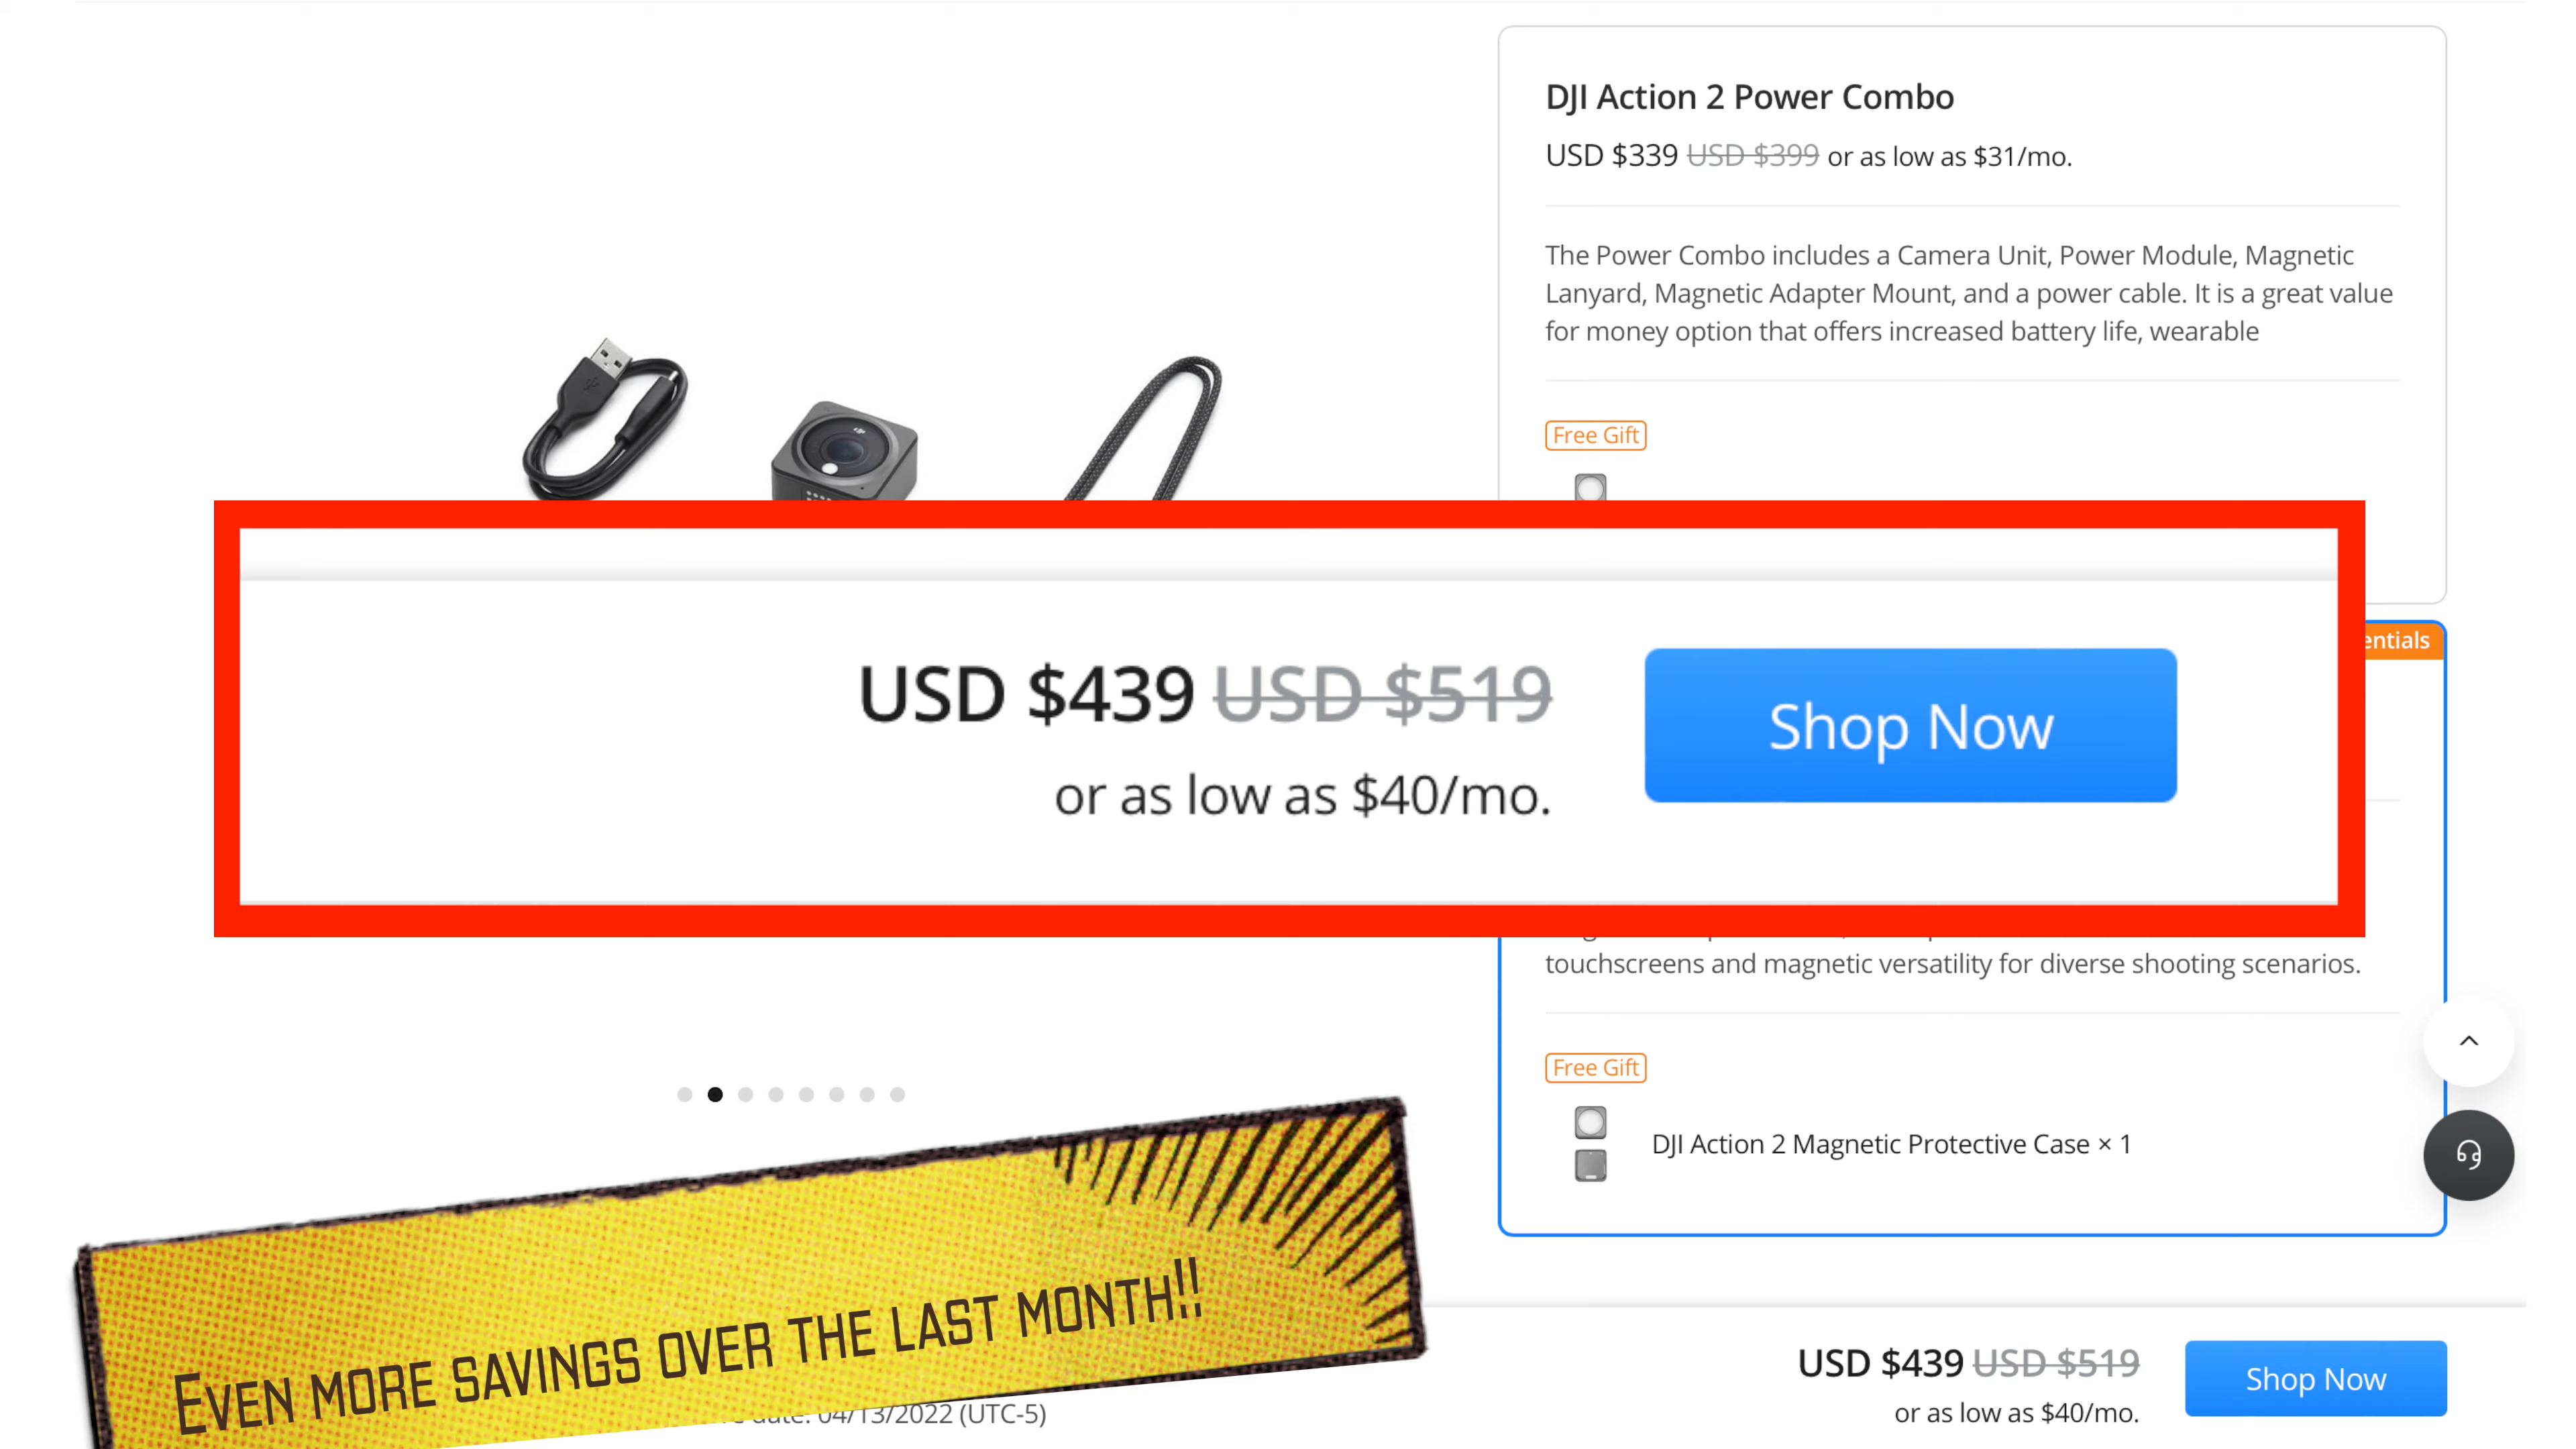 DJI Action 2 Power Combo
USD $339 USD $399 or as low as $31/mo.
The Power Combo includes a Camera Unit, Power Module, Magnetic
Lanyard, Magnetic Adapter Mount, and a power cable. It is a great value
for money option that offers increased battery life, wearable
Free Gift
entials
USD $439 USD $519
or as low as $40/mo.
Shop Now
touchscreens and magnetic versatility for diverse shooting scenarios.
Free Gift
DJI Action 2 Magnetic Protective Case × 1
EVEN MORE SAVINGS OVER THE LAST MONTH!!
date: 04/13/2022 (UTC-5)
USD $439 USD $519
or as low as $40/mo.
Shop Now